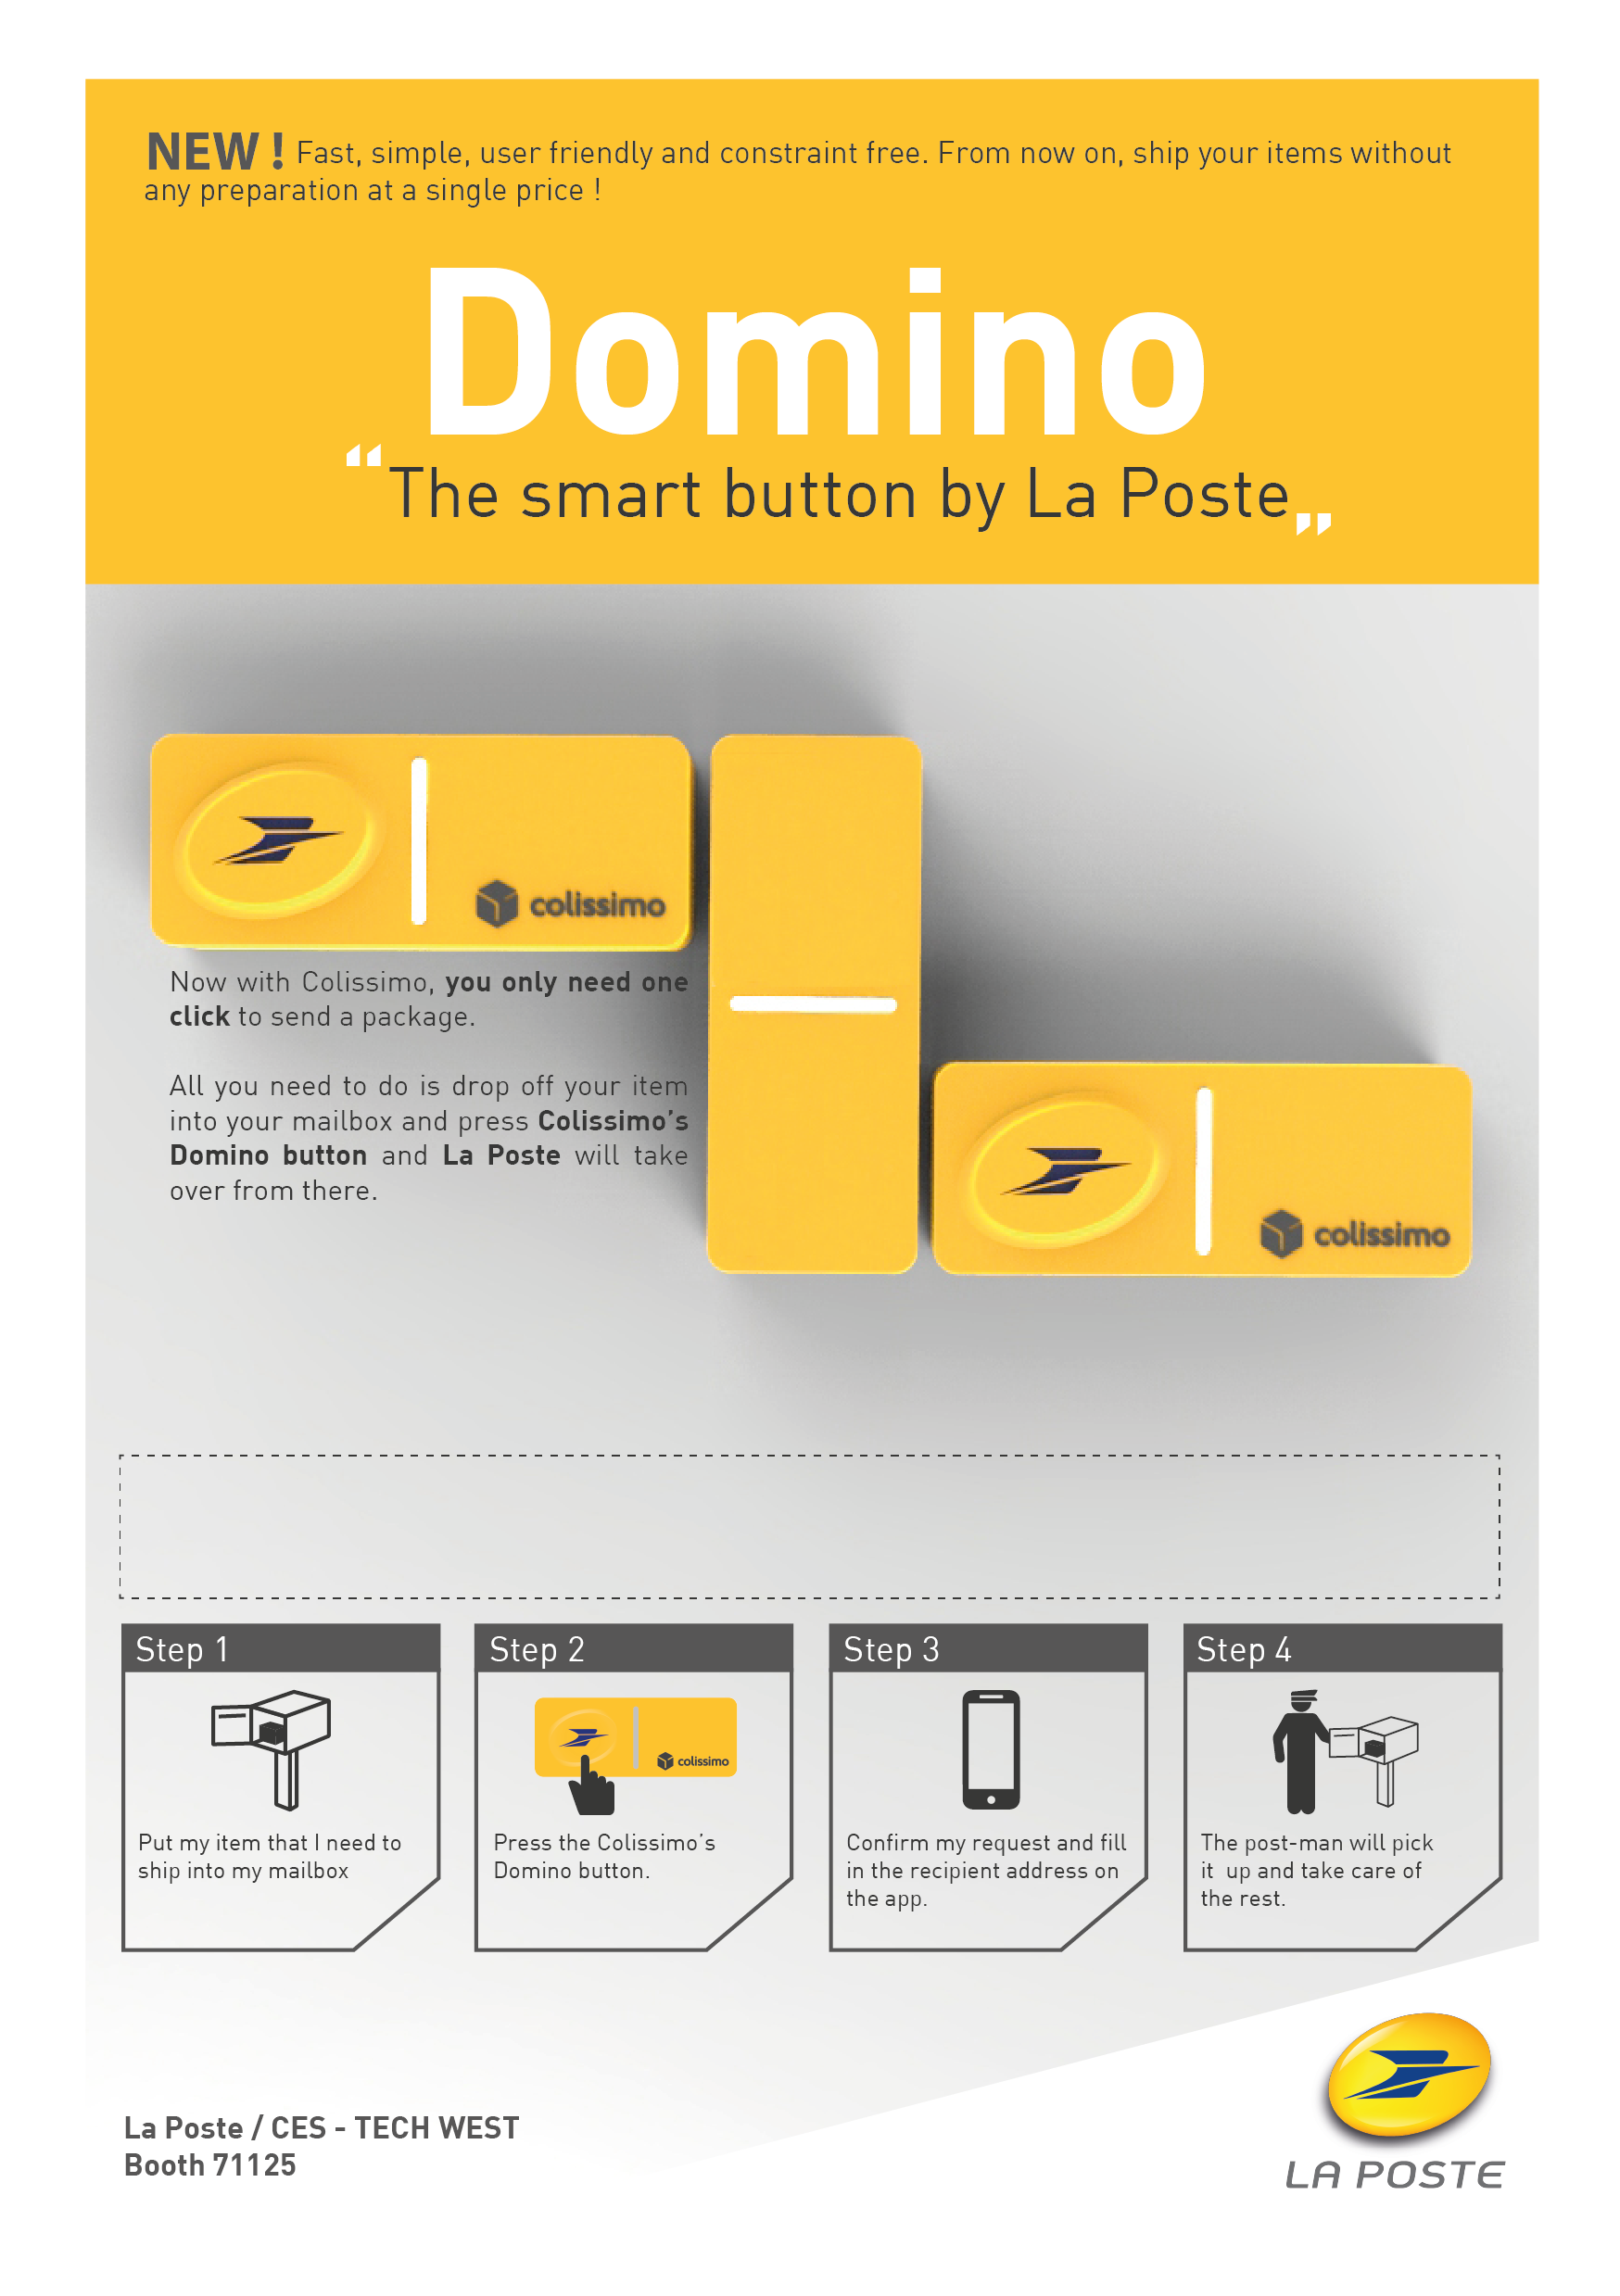 NEW ! Fast, simple, user friendly and constraint free. From now on, ship your items without
any preparation at a single price !
Domino
“The smart button by La Poste”
colissimo
Now with Colissimo, you only need one
click to send a package.
All you need to do is drop off your item
into your mailbox and press Colissimo's
Domino button and La Poste will take
over from there.
colissimo
Step 1
Put my item that I need to
ship into my mailbox
Step 2
colissimo
Press the Colissimo's
Domino button.
Step 3
Confirm my request and fill
in the recipient address on
the app.
Step 4
The post-man will pick
it  up and take care of
the rest.
La Poste / CES - TECH WEST
Booth 71125
LA POSTE